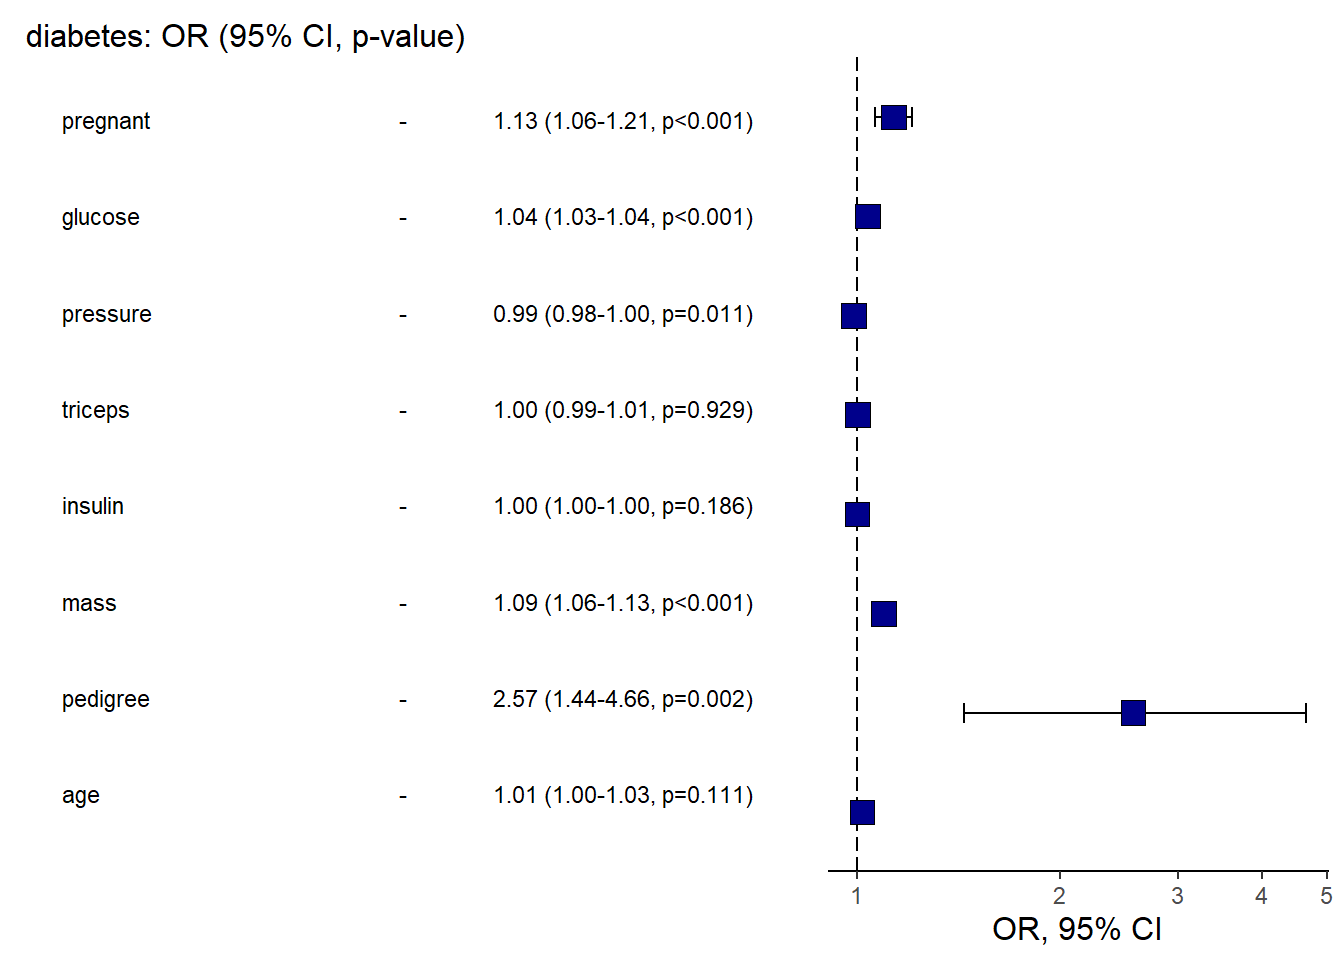 diabetes: OR (95% CI, p-value)
pregnant - 1.13 (1.06-1.21, p<0.001)
glucose - 1.04 (1.03-1.04, p<0.001)
pressure - 0.99 (0.98-1.00, p=0.011)
triceps - 1.00 (0.99-1.01, p=0.929)
insulin - 1.00 (1.00-1.00, p=0.186)
mass - 1.09 (1.06-1.13, p<0.001)
pedigree - 2.57 (1.44-4.66, p=0.002)
age - 1.01 (1.00-1.03, p=0.111)
1 2 3 4 5
OR, 95% CI